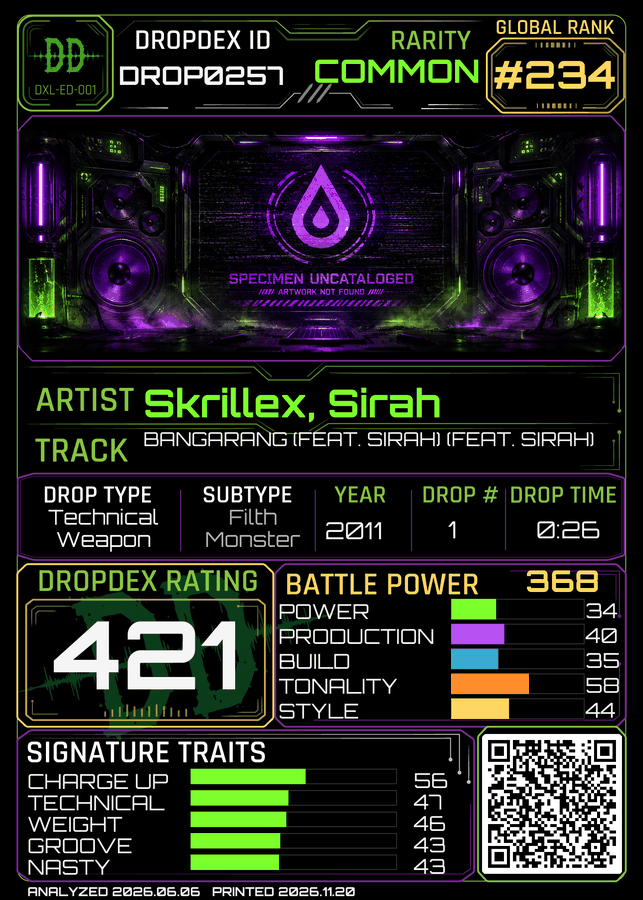 DD
DXL-ED-001
DROPDEX ID
DROP0257
RARITY
COMMON
GLOBAL RANK
#234
SPECIMEN UNCATALOGED
ARTWORK NOT FOUND
ARTIST Skrillex, Sirah
TRACK BANGARANG (FEAT. SIRAH) (FEAT. SIRAH)
DROP TYPE
Technical
Weapon
SUBTYPE
Filth
Monster
YEAR
2011
DROP #
1
DROP TIME
0:26
DROPDEX RATING
421
BATTLE POWER 368
POWER 34
PRODUCTION 40
BUILD 35
TONALITY 58
STYLE 44
SIGNATURE TRAITS
CHARGE UP 56
TECHNICAL 47
WEIGHT 46
GROOVE 43
NASTY 43
ANALYZED 2026.06.06 PRINTED 2026.11.20